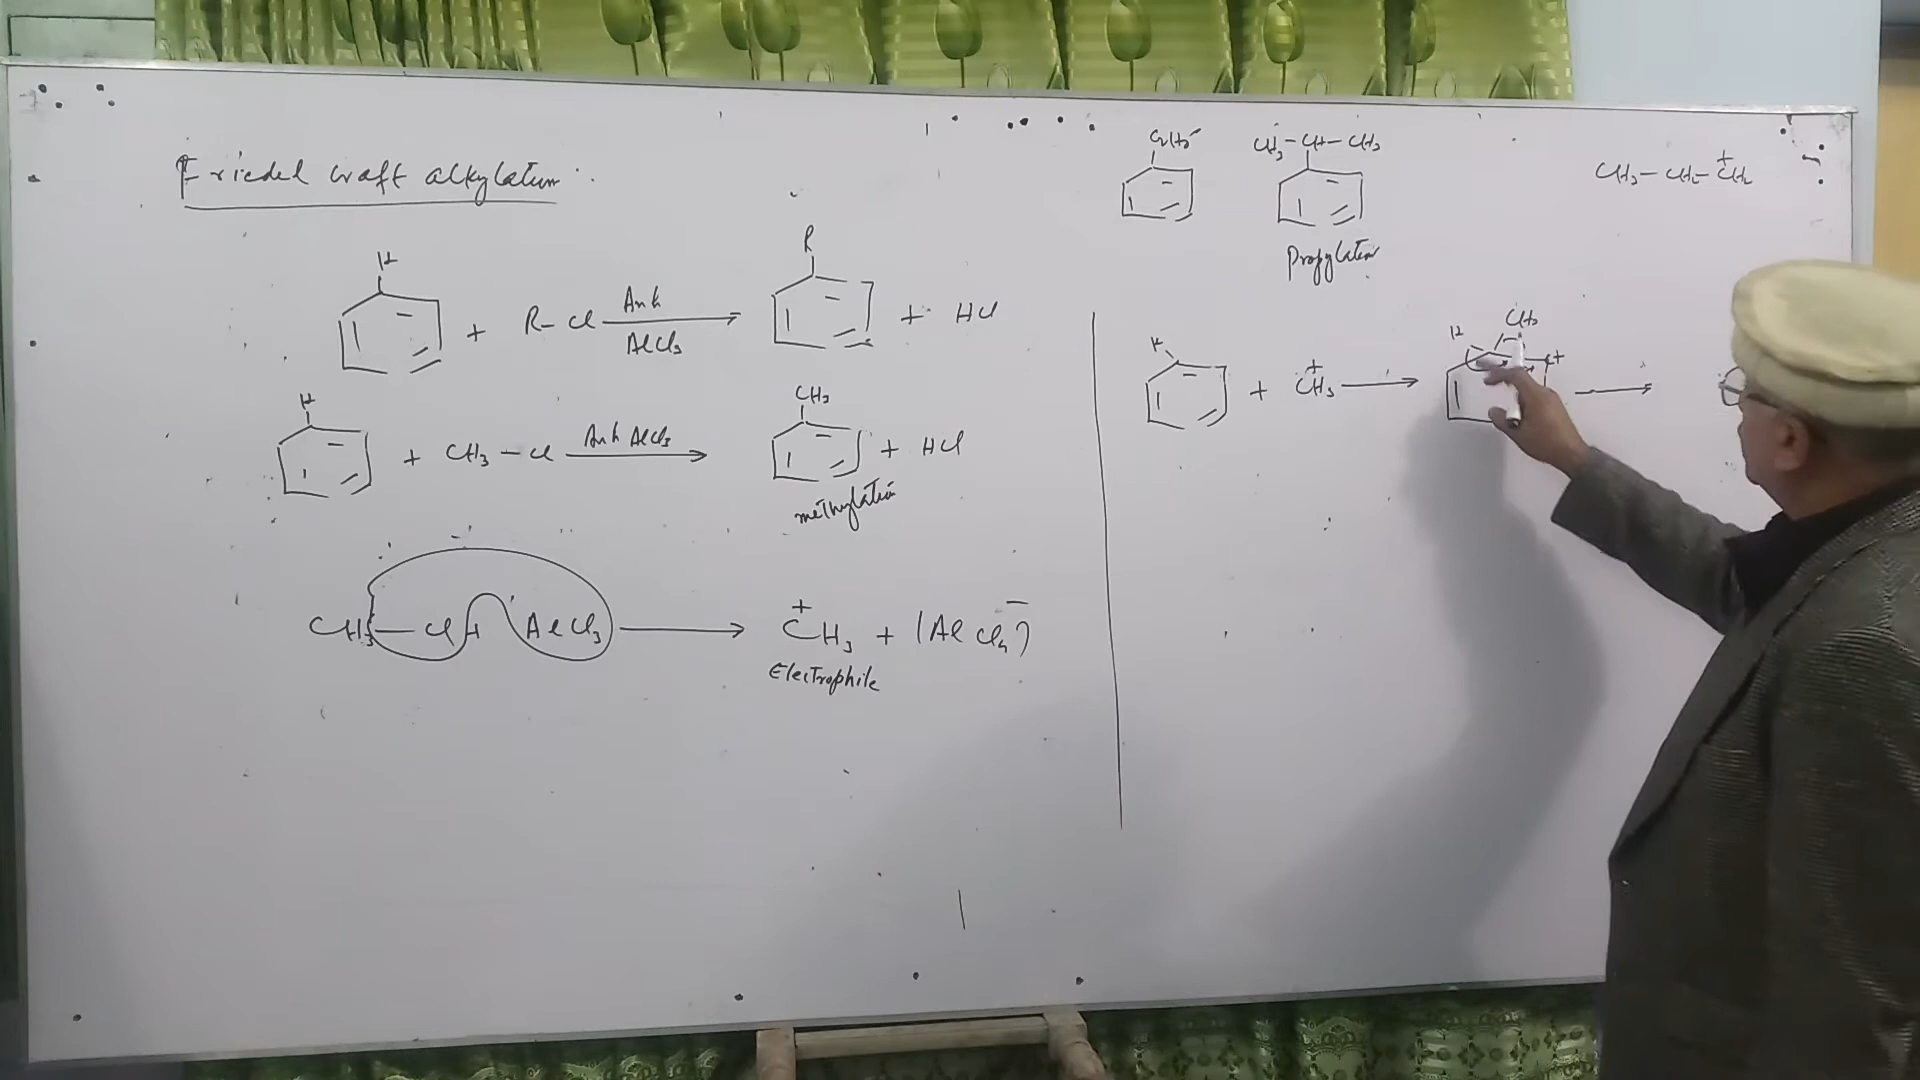 Friedel craft alkylation :.
H
+ R – Cl Anh AlCl3 R + HCl
H
+ CH3 – Cl Anh AlCl3 CH3 + HCl
methylation
CH3 – Cl + AlCl3 → +CH3 + (AlCl4)–
Electrophile
C2H5 CH3 – CH – CH3
Propylation
CH3 – CH2 – +CH2
H
+ +CH3 → H CH3 + →